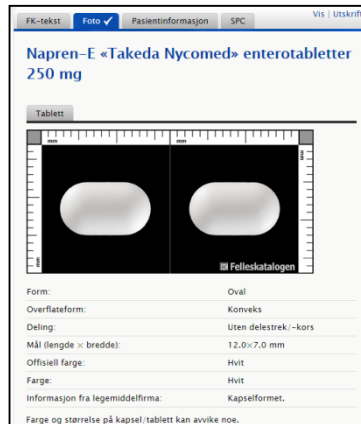 FK-tekst Foto ✓ Pasientinformasjon SPC Vis | Utskrift
Napren-E «Takeda Nycomed» enterotabletter
250 mg
Tablett
mm mm
mm
mm
Felleskatalogen
Form: Oval
Overflateform: Konveks
Deling: Uten delestrek/-kors
Mål (lengde × bredde): 12.0×7.0 mm
Offisiell farge: Hvit
Farge: Hvit
Informasjon fra legemiddelfirma: Kapselformet.
Farge og størrelse på kapsel/tablett kan avvike noe.